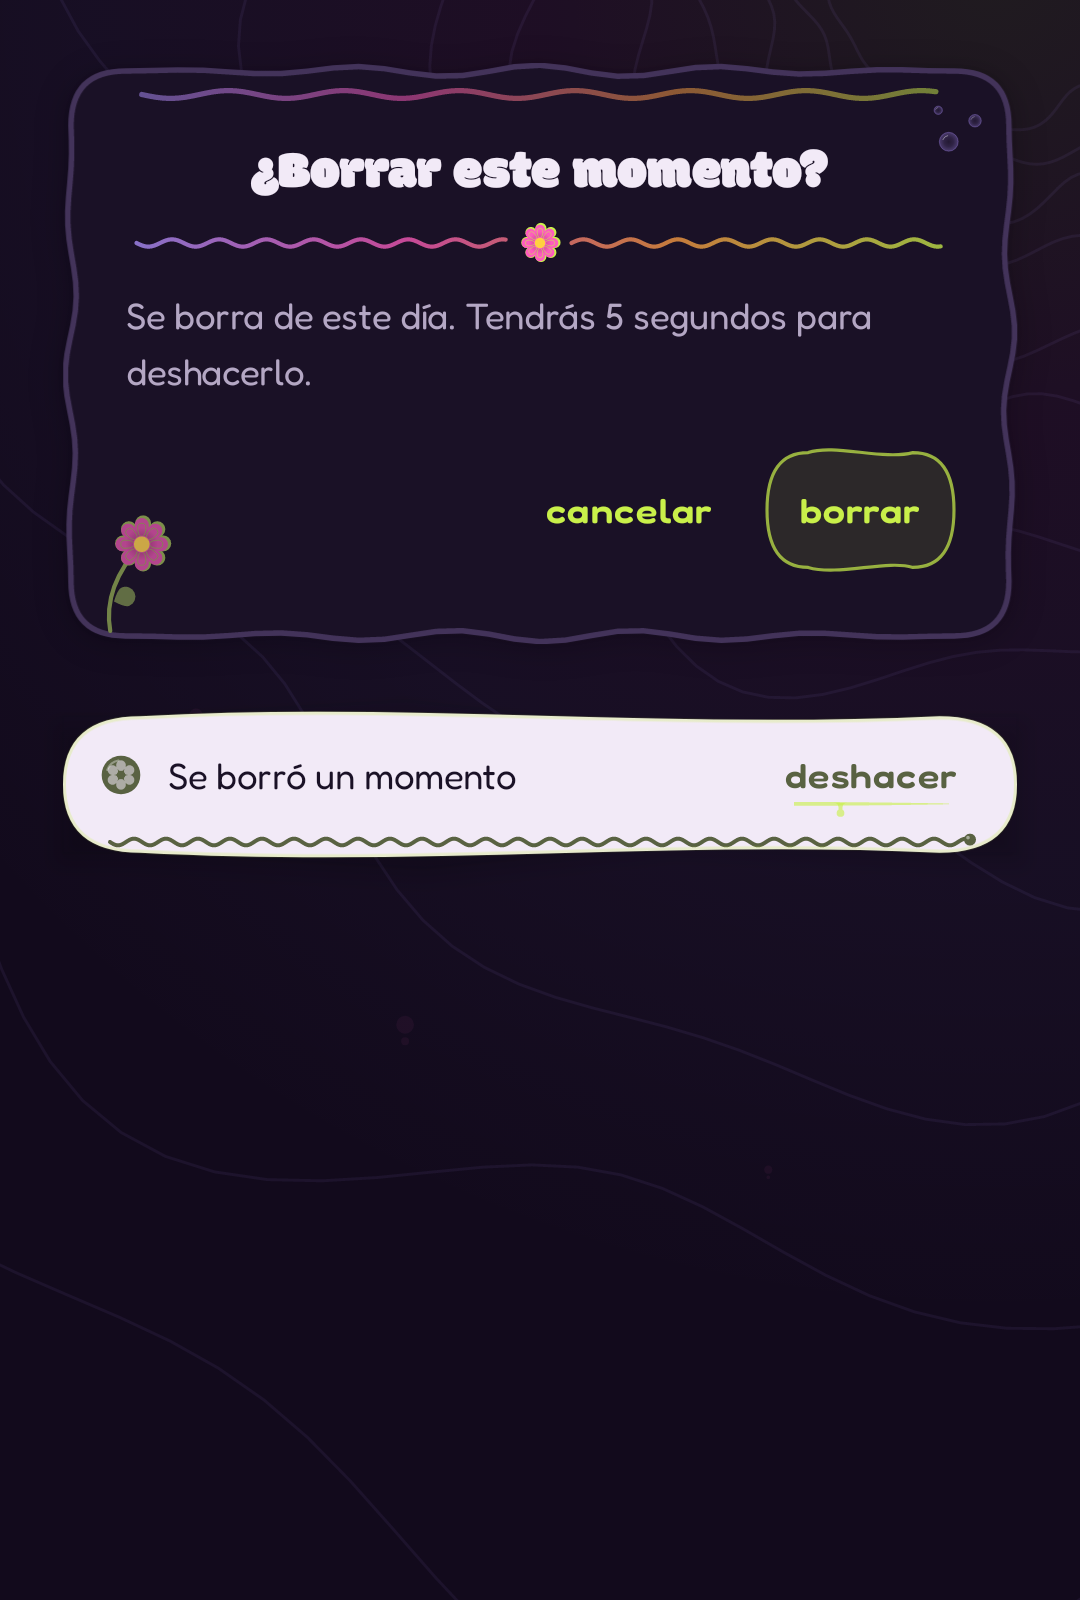 ¿Borrar este momento?
Se borra de este día. Tendrás 5 segundos para
deshacerlo.
cancelar
borrar
Se borró un momento
deshacer